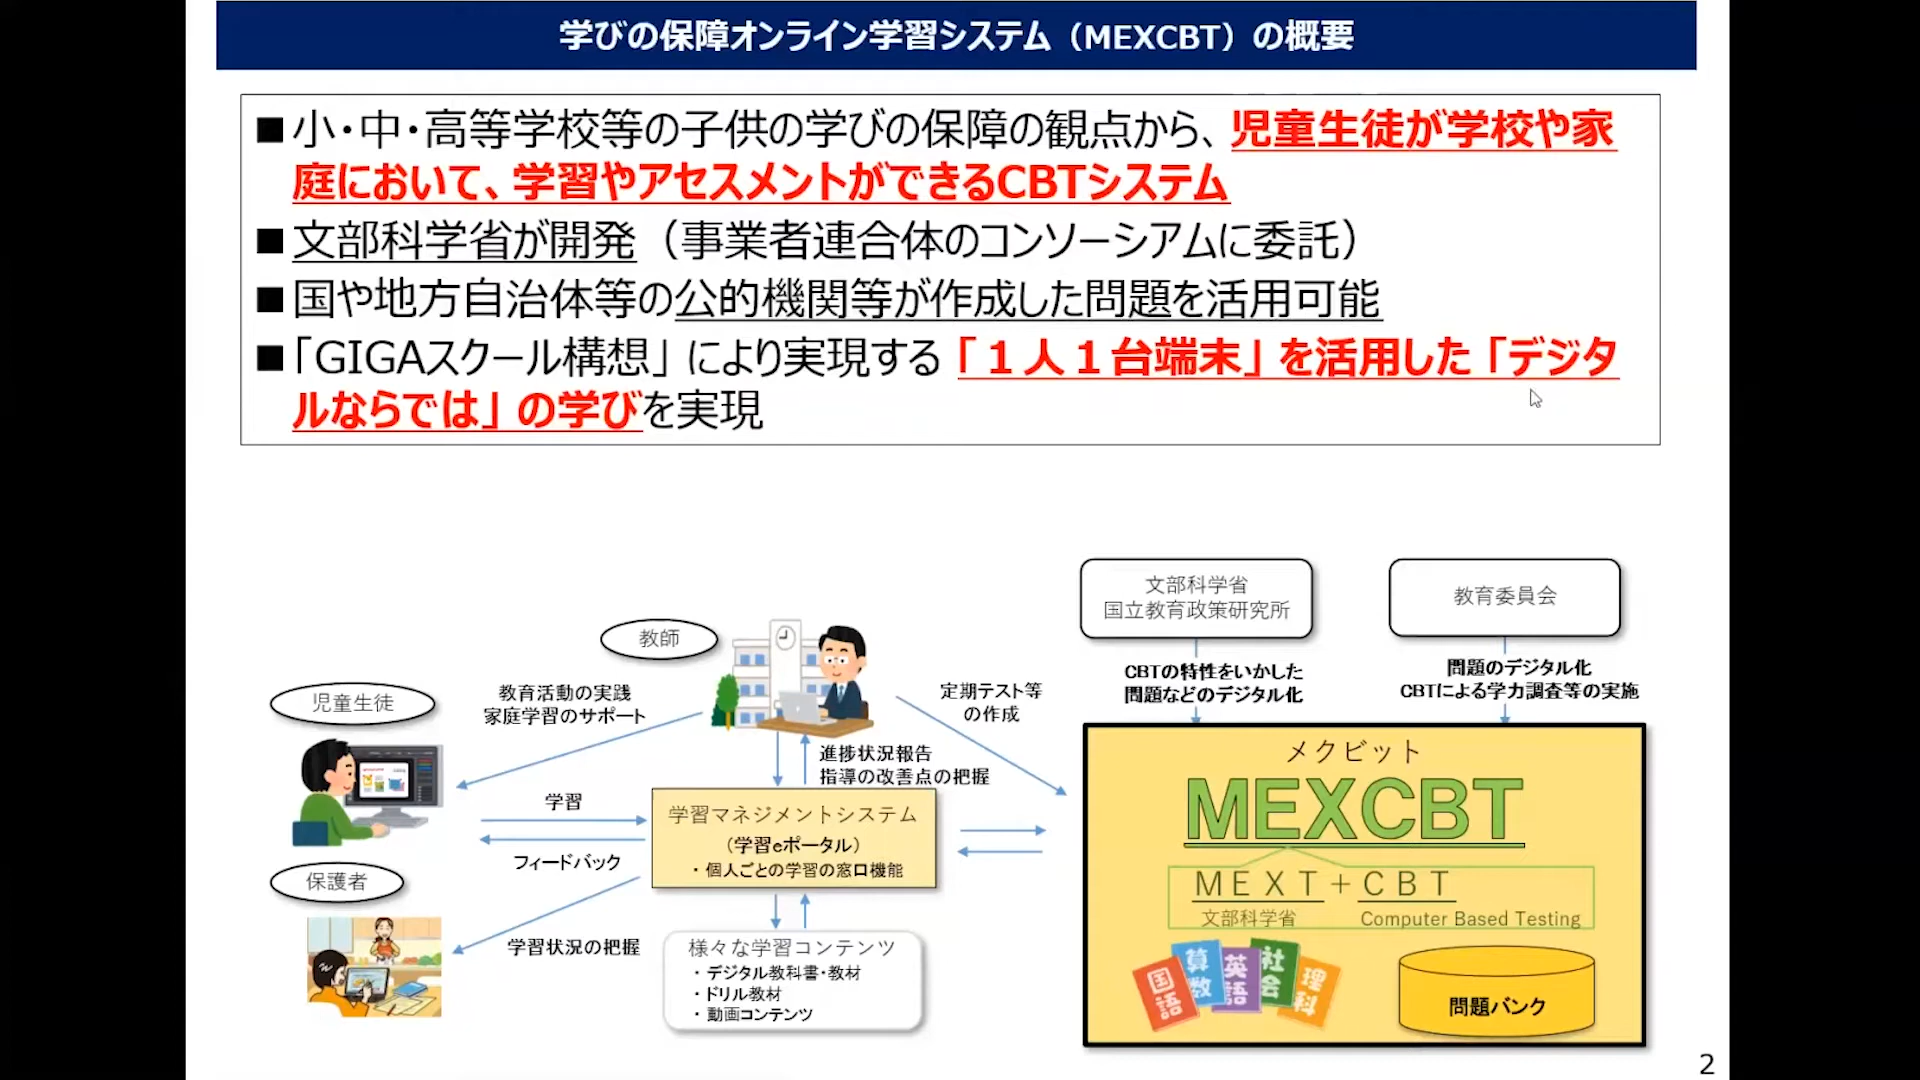 学びの保障オンライン学習システム（MEXCBT）の概要
■小・中・高等学校等の子供の学びの保障の観点から、児童生徒が学校や家
庭において、学習やアセスメントができるCBTシステム
■文部科学省が開発（事業者連合体のコンソーシアムに委託）
■国や地方自治体等の公的機関等が作成した問題を活用可能
■「GIGAスクール構想」により実現する「１人１台端末」を活用した「デジタ
ルならでは」の学びを実現
文部科学省
国立教育政策研究所
教育委員会
教師
CBTの特性をいかした
問題などのデジタル化
問題のデジタル化
CBTによる学力調査等の実施
児童生徒
教育活動の実践
家庭学習のサポート
定期テスト等
の作成
進捗状況報告
指導の改善点の把握
学習
フィードバック
学習マネジメントシステム
（学習eポータル）
・個人ごとの学習の窓口機能
保護者
学習状況の把握
様々な学習コンテンツ
・デジタル教科書・教材
・ドリル教材
・動画コンテンツ
メクビット
MEXCBT
ＭＥＸＴ＋ＣＢＴ
文部科学省 Computer Based Testing
国語
算数
英語
社会
理科
問題バンク
2